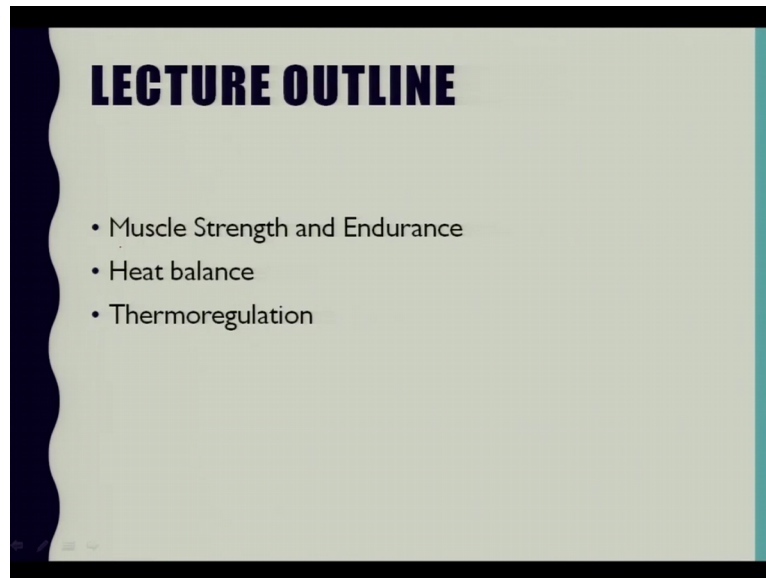 LECTURE OUTLINE
• Muscle Strength and Endurance
• Heat balance
• Thermoregulation